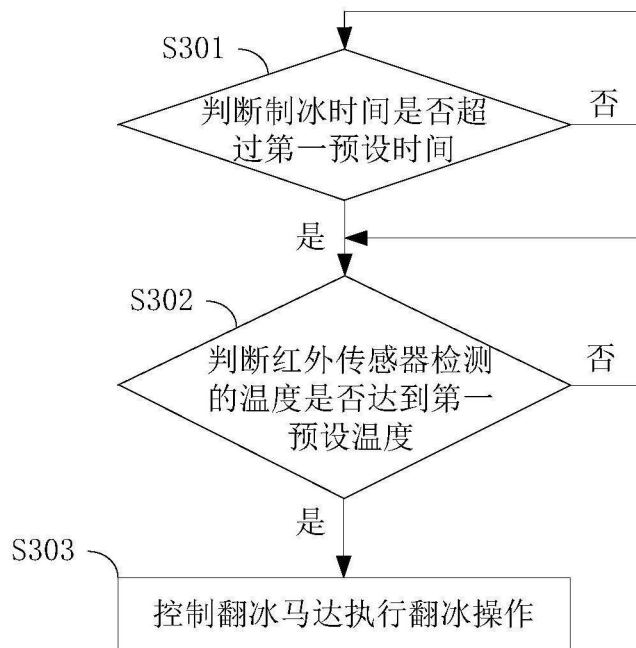 S301
判断制冰时间是否超
过第一预设时间
否
是
S302
判断红外传感器检测
的温度是否达到第一
预设温度
否
是
S303
控制翻冰马达执行翻冰操作